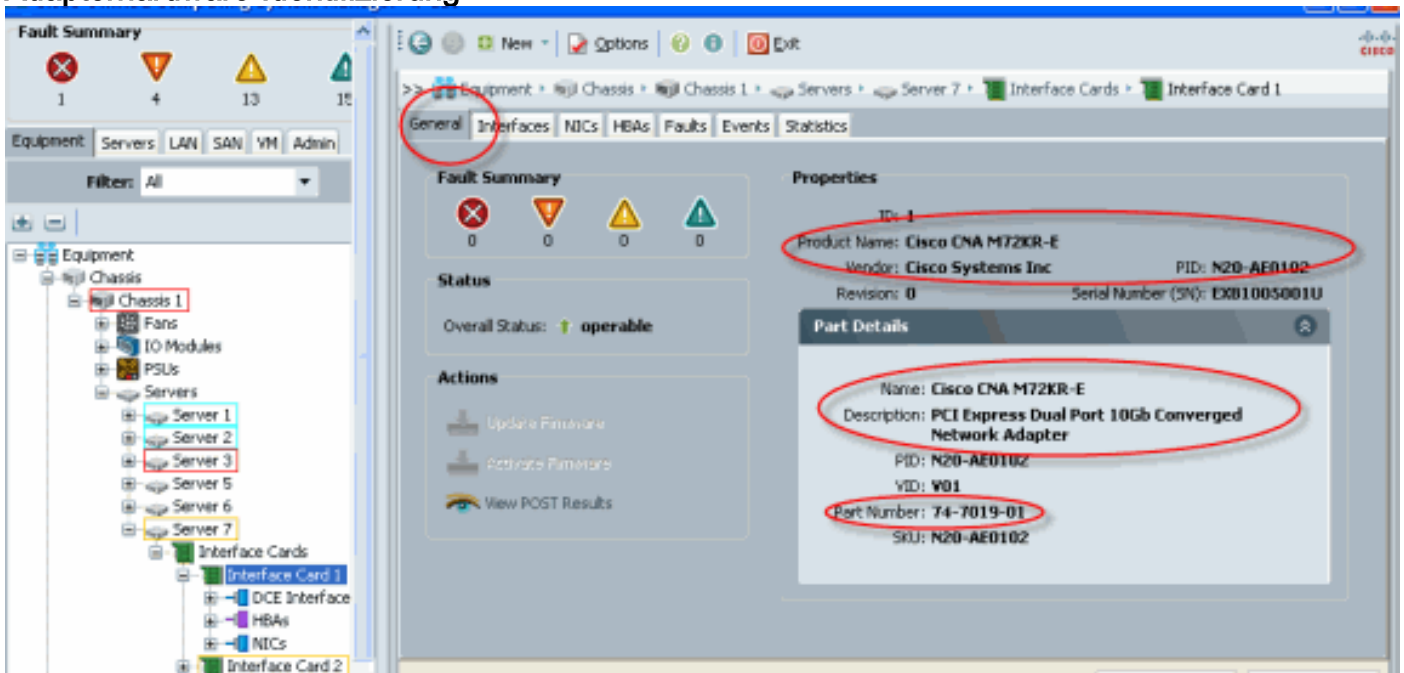 Fault Summary
1 4 13 15
Equipment Servers LAN SAN VM Admin
Filter: All
Equipment
Chassis
Chassis 1
Fans
IO Modules
PSUs
Servers
Server 1
Server 2
Server 3
Server 5
Server 6
Server 7
Interface Cards
Interface Card 1
DCE Interface
HBAs
NICs
Interface Card 2
New Options Exit
CISCO
>> Equipment Chassis Chassis 1 Servers Server 7 Interface Cards Interface Card 1
General Interfaces NICs HBAs Faults Events Statistics
Fault Summary
0 0 0 0
Status
Overall Status: operable
Actions
Update Firmware
Activate Firmware
View POST Results
Properties
ID: 1
Product Name: Cisco CNA M72KR-E
Vendor: Cisco Systems Inc PID: N20-AE0102
Revision: 0 Serial Number (SN): EXB1005001U
Part Details
Name: Cisco CNA M72KR-E
Description: PCI Express Dual Port 10Gb Converged
Network Adapter
PID: N20-AE0102
VID: V01
Part Number: 74-7019-01
SKU: N20-AE0102